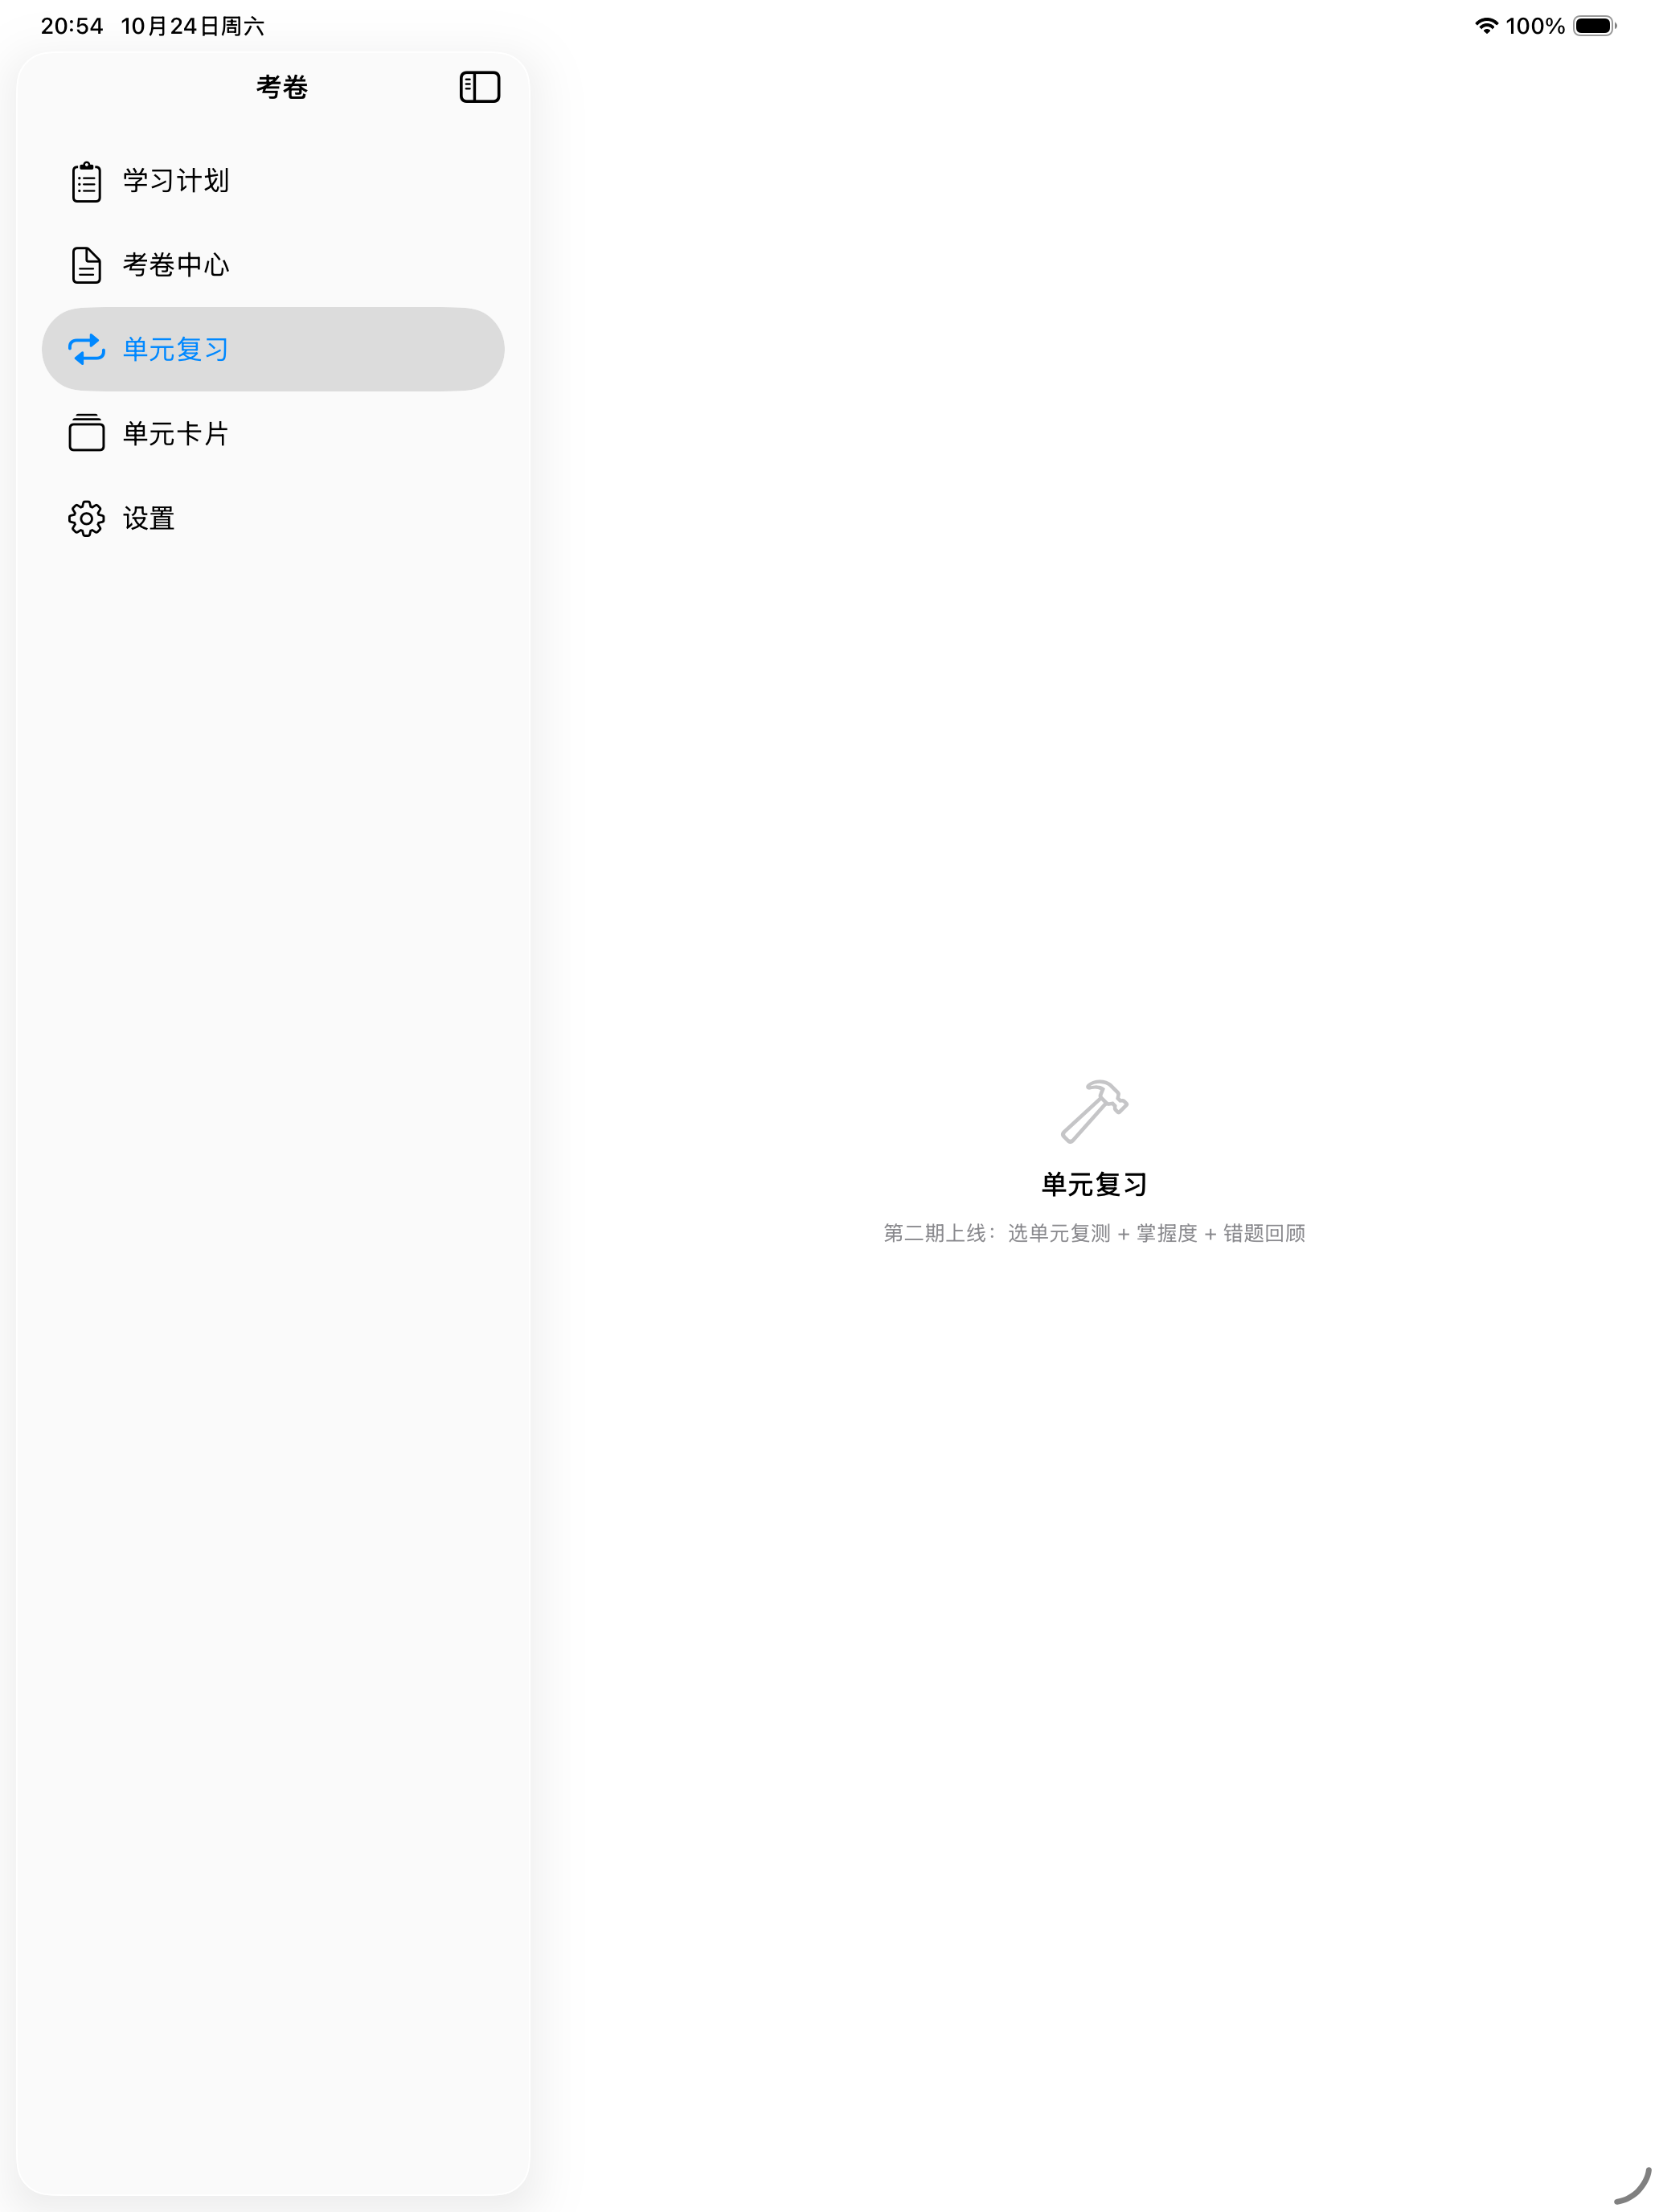 20:54 10月24日周六
100%
考卷
学习计划
考卷中心
单元复习
单元卡片
设置
单元复习
第二期上线：选单元复测 + 掌握度 + 错题回顾